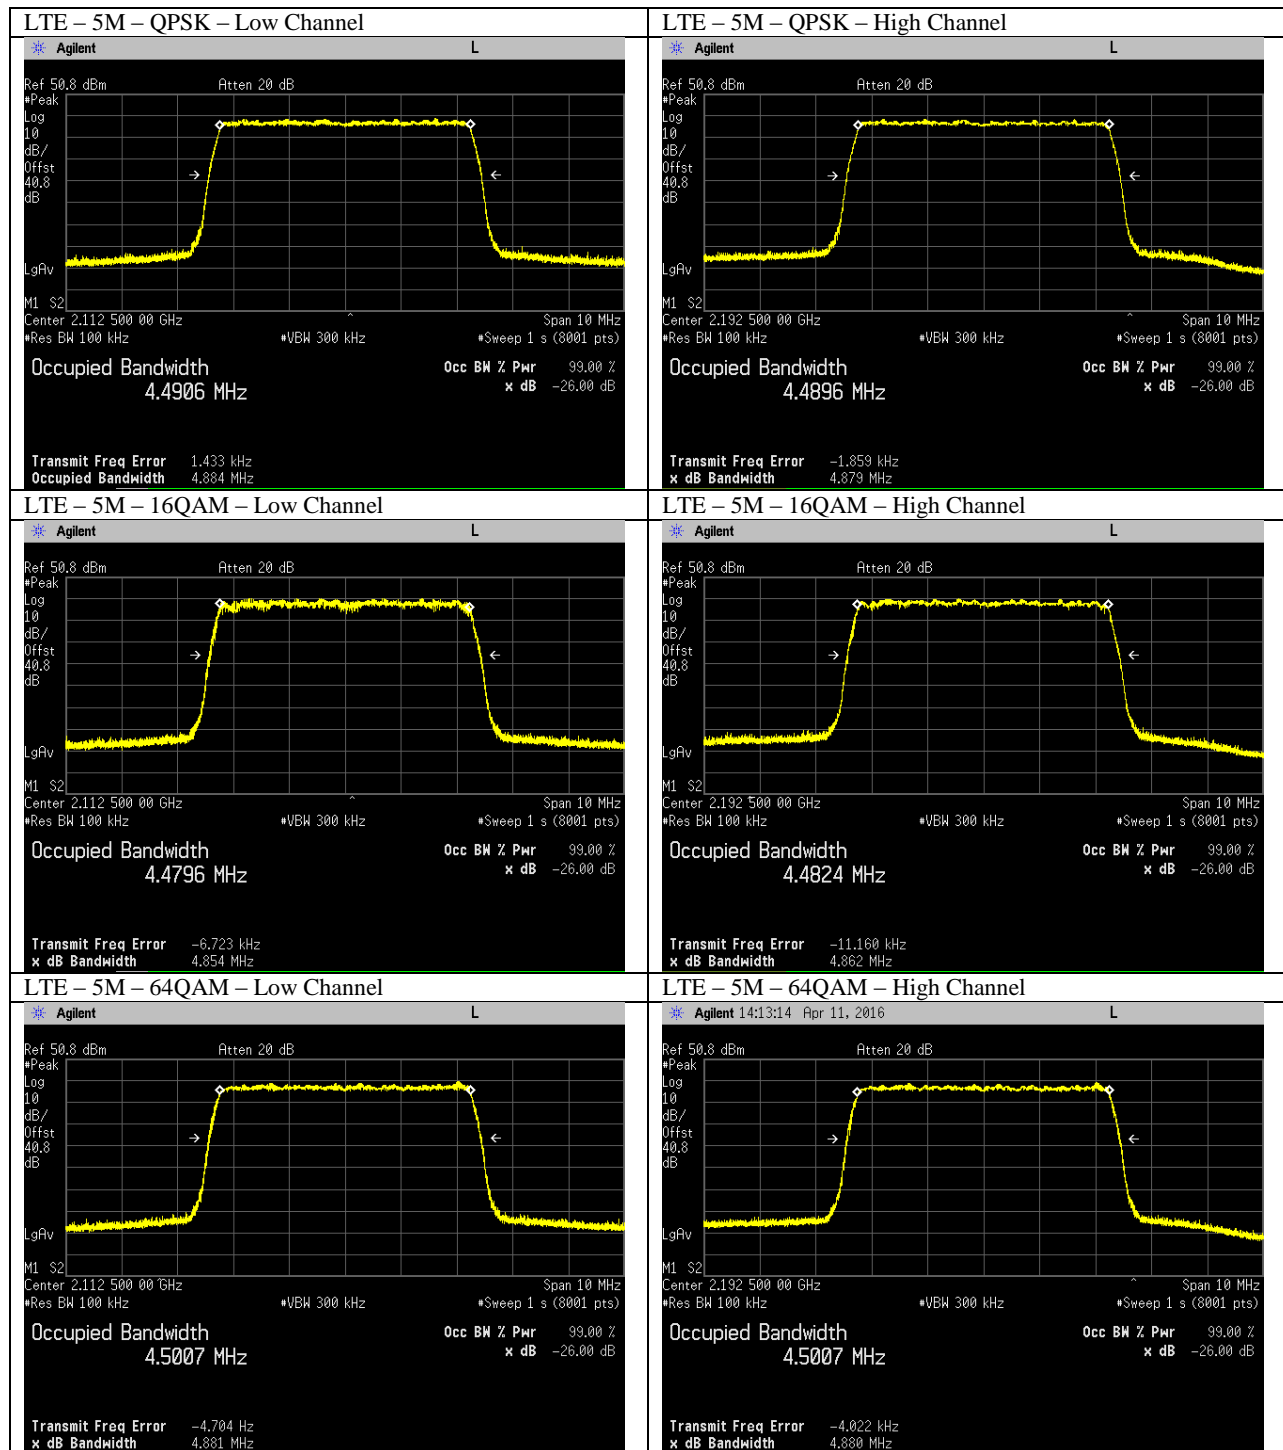 LTE – 5M – QPSK – Low Channel
Agilent L
Ref 50.8 dBm Atten 20 dB
#Peak
Log
10
dB/
Offst
40.8
dB
LgAv
M1 S2
Center 2.112 500 00 GHz Span 10 MHz
#Res BW 100 kHz #VBW 300 kHz #Sweep 1 s (8001 pts)
Occupied Bandwidth Occ BW % Pwr 99.00 %
4.4906 MHz x dB -26.00 dB
Transmit Freq Error 1.433 kHz
Occupied Bandwidth 4.884 MHz
LTE – 5M – QPSK – High Channel
Agilent L
Ref 50.8 dBm Atten 20 dB
#Peak
Log
10
dB/
Offst
40.8
dB
LgAv
M1 S2
Center 2.192 500 00 GHz Span 10 MHz
#Res BW 100 kHz #VBW 300 kHz #Sweep 1 s (8001 pts)
Occupied Bandwidth Occ BW % Pwr 99.00 %
4.4896 MHz x dB -26.00 dB
Transmit Freq Error -1.859 kHz
x dB Bandwidth 4.879 MHz
LTE – 5M – 16QAM – Low Channel
Agilent L
Ref 50.8 dBm Atten 20 dB
#Peak
Log
10
dB/
Offst
40.8
dB
LgAv
M1 S2
Center 2.112 500 00 GHz Span 10 MHz
#Res BW 100 kHz #VBW 300 kHz #Sweep 1 s (8001 pts)
Occupied Bandwidth Occ BW % Pwr 99.00 %
4.4796 MHz x dB -26.00 dB
Transmit Freq Error -6.723 kHz
x dB Bandwidth 4.854 MHz
LTE – 5M – 16QAM – High Channel
Agilent L
Ref 50.8 dBm Atten 20 dB
#Peak
Log
10
dB/
Offst
40.8
dB
LgAv
M1 S2
Center 2.192 500 00 GHz Span 10 MHz
#Res BW 100 kHz #VBW 300 kHz #Sweep 1 s (8001 pts)
Occupied Bandwidth Occ BW % Pwr 99.00 %
4.4824 MHz x dB -26.00 dB
Transmit Freq Error -11.160 kHz
x dB Bandwidth 4.862 MHz
LTE – 5M – 64QAM – Low Channel
Agilent L
Ref 50.8 dBm Atten 20 dB
#Peak
Log
10
dB/
Offst
40.8
dB
LgAv
M1 S2
Center 2.112 500 00 GHz Span 10 MHz
#Res BW 100 kHz #VBW 300 kHz #Sweep 1 s (8001 pts)
Occupied Bandwidth Occ BW % Pwr 99.00 %
4.5007 MHz x dB -26.00 dB
Transmit Freq Error -4.704 Hz
x dB Bandwidth 4.881 MHz
LTE – 5M – 64QAM – High Channel
Agilent 14:13:14 Apr 11, 2016 L
Ref 50.8 dBm Atten 20 dB
#Peak
Log
10
dB/
Offst
40.8
dB
LgAv
M1 S2
Center 2.192 500 00 GHz Span 10 MHz
#Res BW 100 kHz #VBW 300 kHz #Sweep 1 s (8001 pts)
Occupied Bandwidth Occ BW % Pwr 99.00 %
4.5007 MHz x dB -26.00 dB
Transmit Freq Error -4.022 kHz
x dB Bandwidth 4.880 MHz